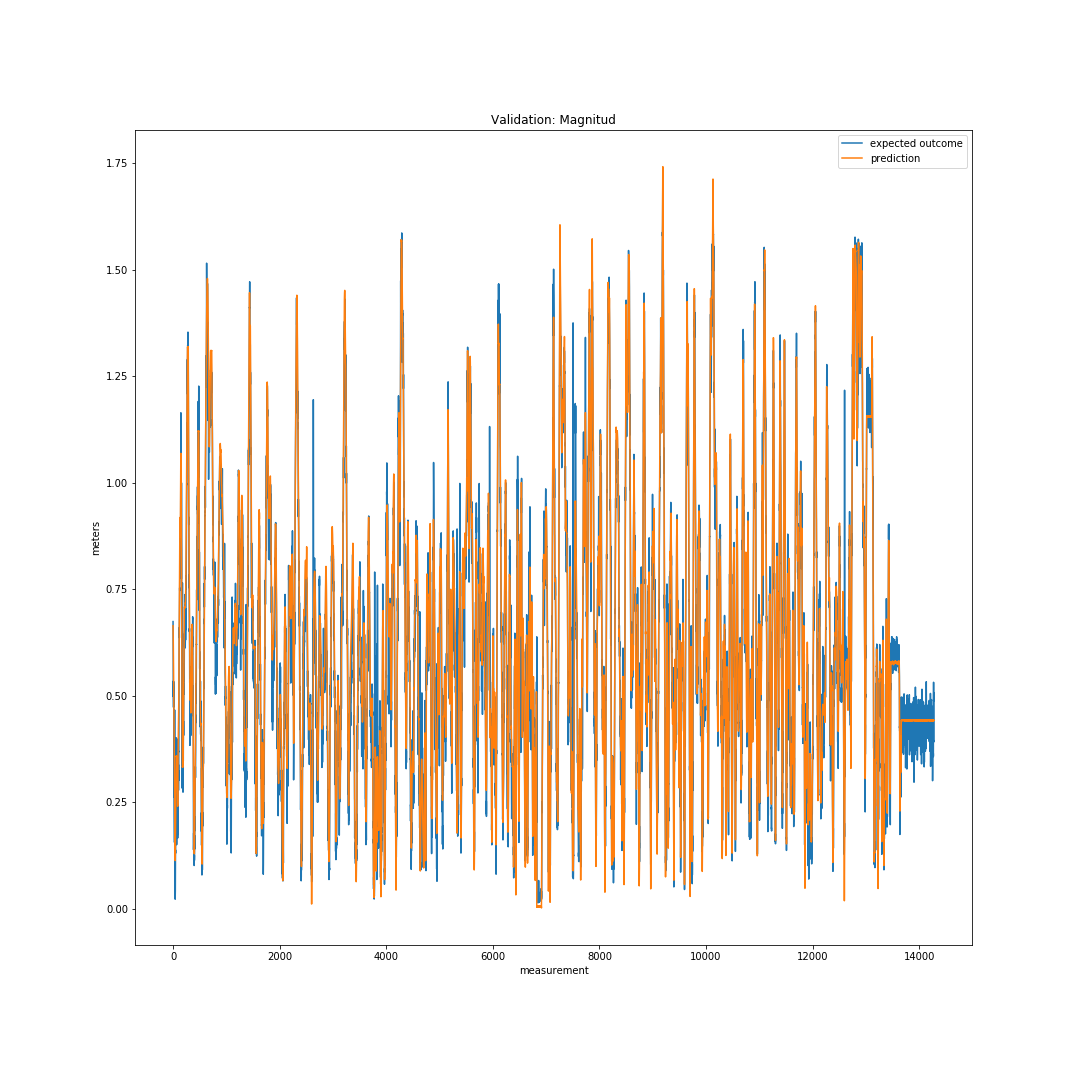 Validation: Magnitud
expected outcome
prediction
1.75
1.50
1.25
1.00
0.75
0.50
0.25
0.00
meters
0 2000 4000 6000 8000 10000 12000 14000
measurement